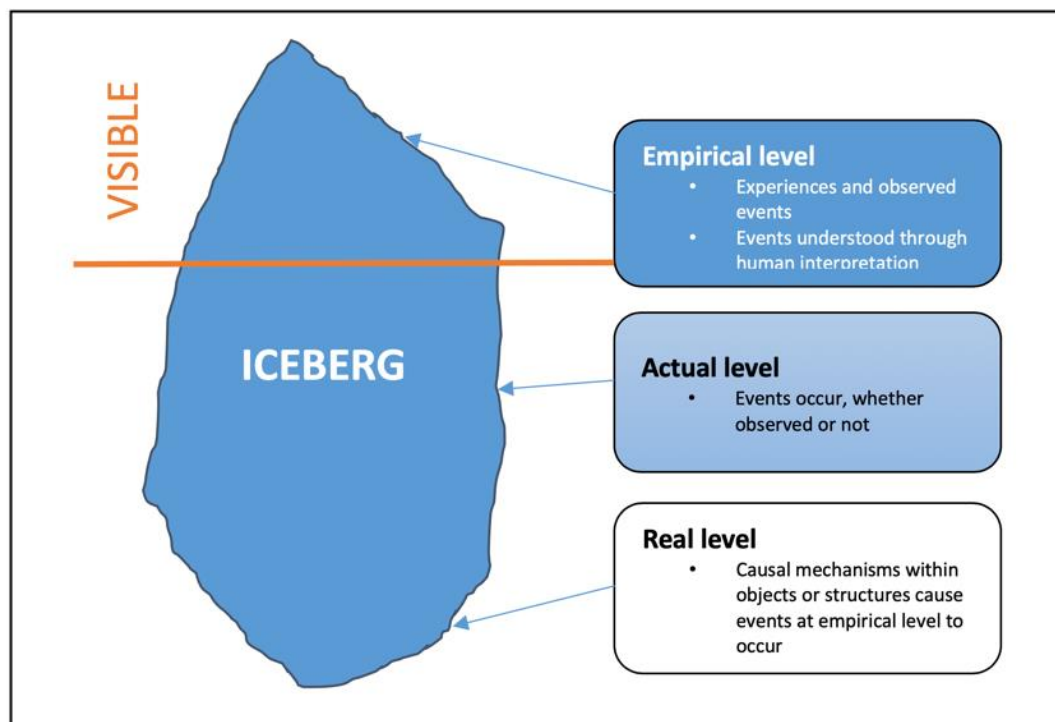 VISIBLE
ICEBERG
Empirical level
• Experiences and observed
events
• Events understood through
human interpretation
Actual level
• Events occur, whether
observed or not
Real level
• Causal mechanisms within
objects or structures cause
events at empirical level to
occur